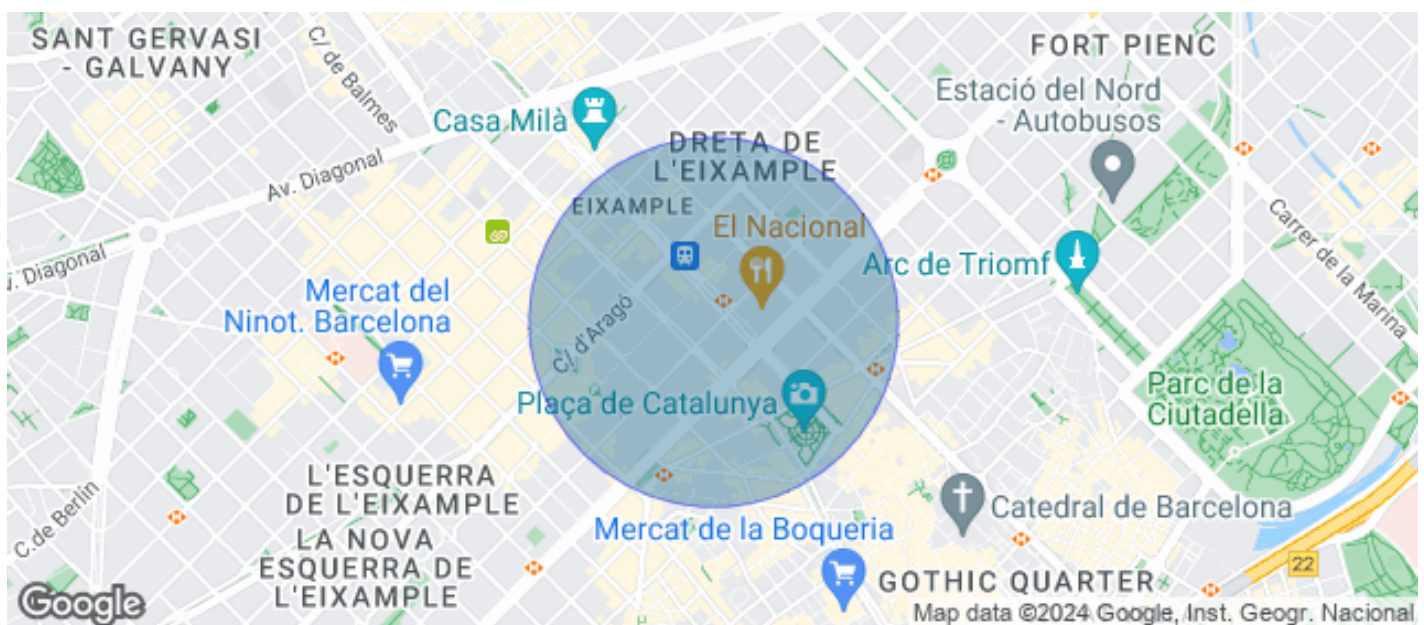 SANT GERVASI
- GALVANY
C/ de Balmes
Casa Milà
Av. Diagonal
DRETA DE
L'EIXAMPLE
FORT PIENC
Estació del Nord
- Autobusos
EIXAMPLE
El Nacional
Arc de Triomf
Carrer de la Marina
Diagonal
Mercat del
Ninot. Barcelona
C/ d'Aragó
Plaça de Catalunya
Parc de la
Ciutadella
L'ESQUERRA
DE L'EIXAMPLE
C. de Berlín
LA NOVA
ESQUERRA DE
L'EIXAMPLE
Catedral de Barcelona
Mercat de la Boqueria
GOTHIC QUARTER
22
Google
Map data ©2024 Google, Inst. Geogr. Nacional